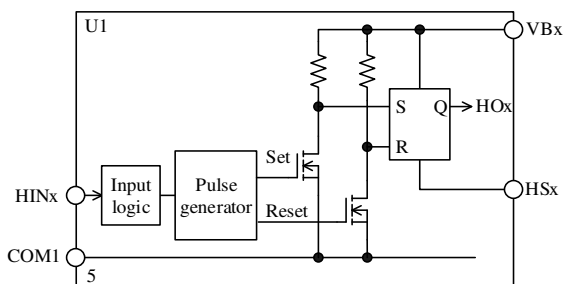 U1
VBx
S
Q
HOx
R
Set
HINx
Input
logic
Pulse
generator
HSx
Reset
COM1
5